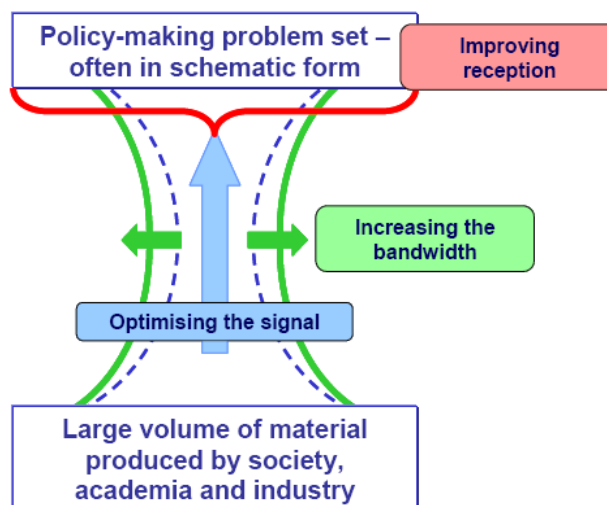 Policy-making problem set –
often in schematic form
Improving
reception
Increasing the
bandwidth
Optimising the signal
Large volume of material
produced by society,
academia and industry